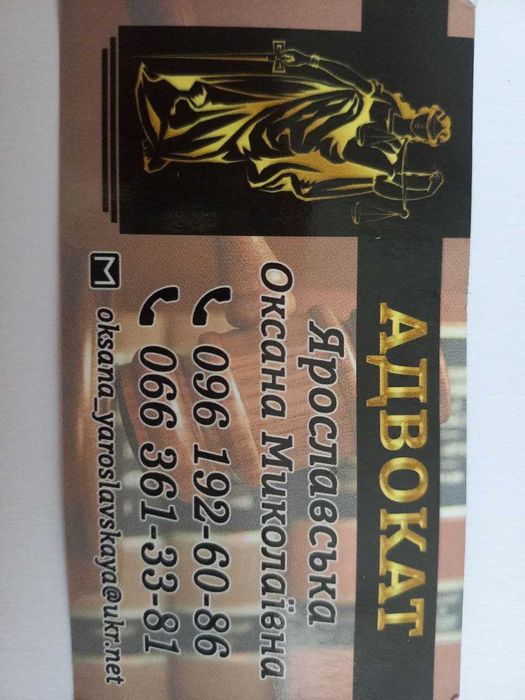 АДВОКАТ
Ярославська
Оксана Миколаївна
096 192-60-86
066 361-33-81
oksana_yaroslavskaya@ukr.net